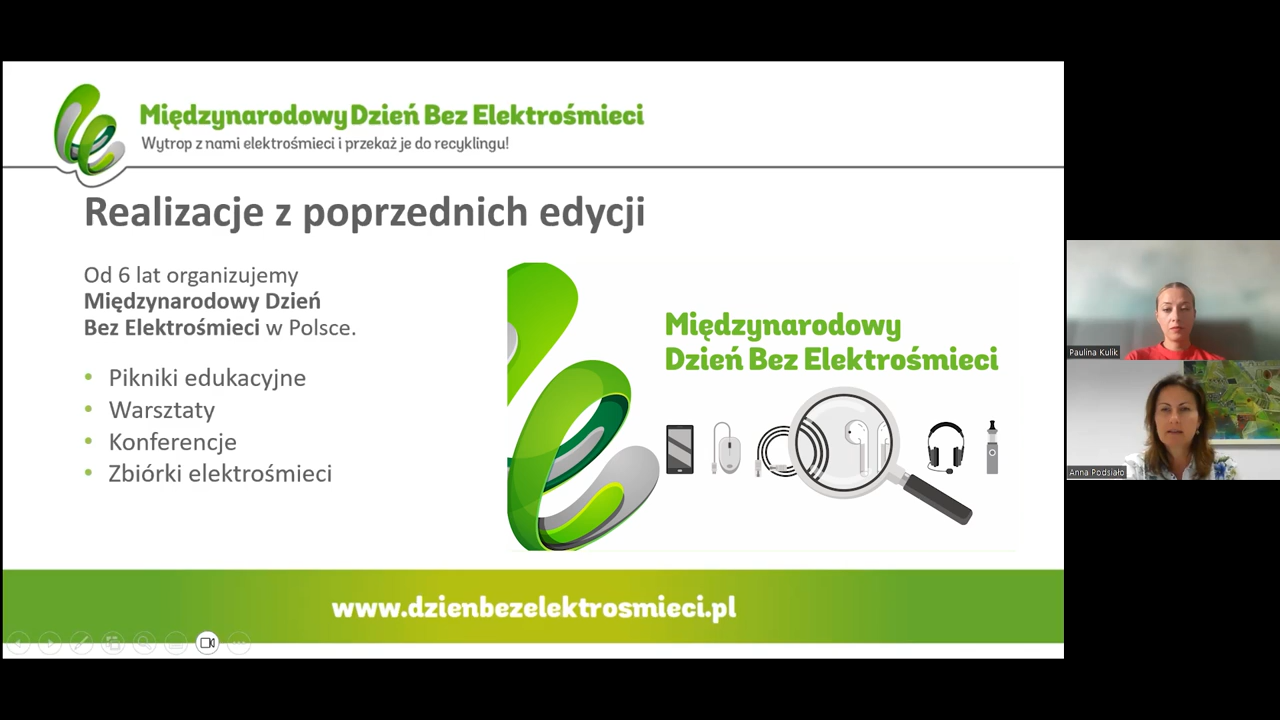 Międzynarodowy Dzień Bez Elektrośmieci
Wytrop z nami elektrośmieci i przekaż je do recyklingu!
Realizacje z poprzednich edycji
Od 6 lat organizujemy
Międzynarodowy Dzień
Bez Elektrośmieci w Polsce.
• Pikniki edukacyjne
• Warsztaty
• Konferencje
• Zbiórki elektrośmieci
Międzynarodowy
Dzień Bez Elektrośmieci
www.dzienbezelektrosmieci.pl
Paulina Kulik
Anna Podsiało